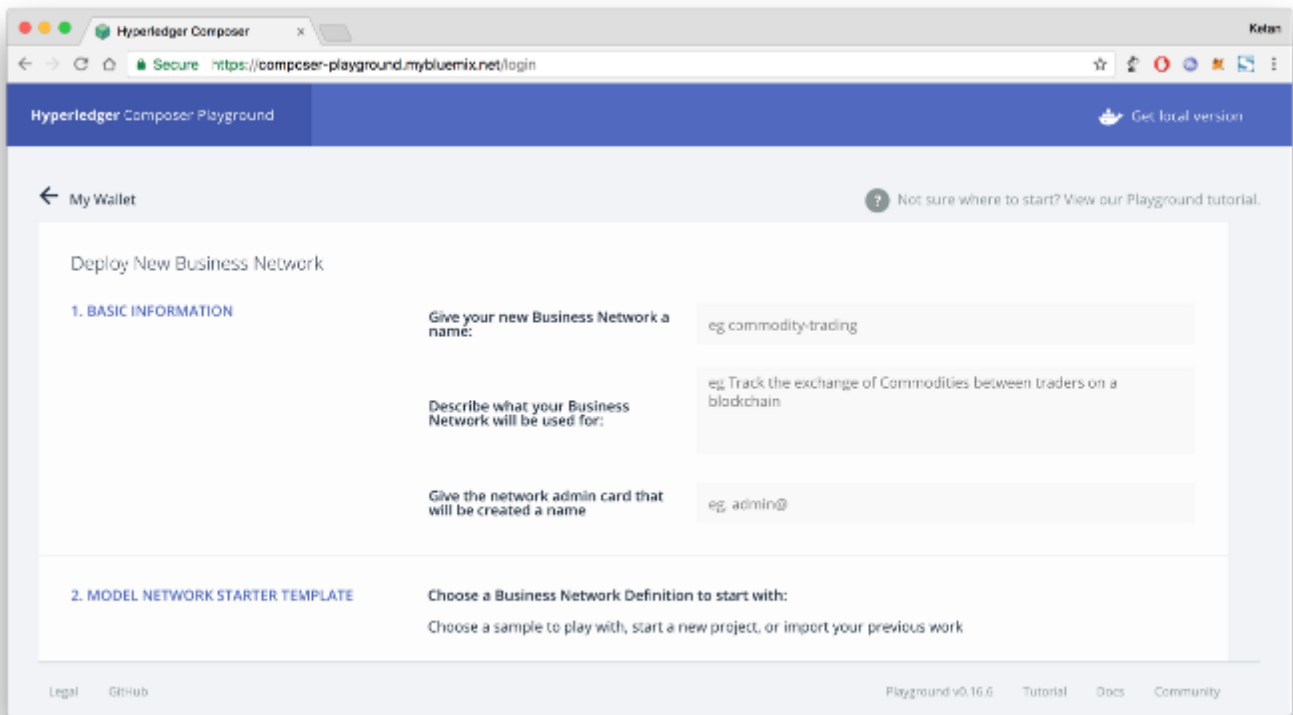 Hyperledger Composer
Ketan
Secure https://composer-playground.mybluemix.net/login
Hyperledger Composer Playground
Get local version
My Wallet
? Not sure where to start? View our Playground tutorial.
Deploy New Business Network
1. BASIC INFORMATION
Give your new Business Network a
name:
eg commodity-trading
Describe what your Business
Network will be used for:
eg Track the exchange of Commodities between traders on a
blockchain
Give the network admin card that
will be created a name
eg. admin@
2. MODEL NETWORK STARTER TEMPLATE
Choose a Business Network Definition to start with:
Choose a sample to play with, start a new project, or import your previous work
Legal GitHub Playground v0.16.6 Tutorial Docs Community